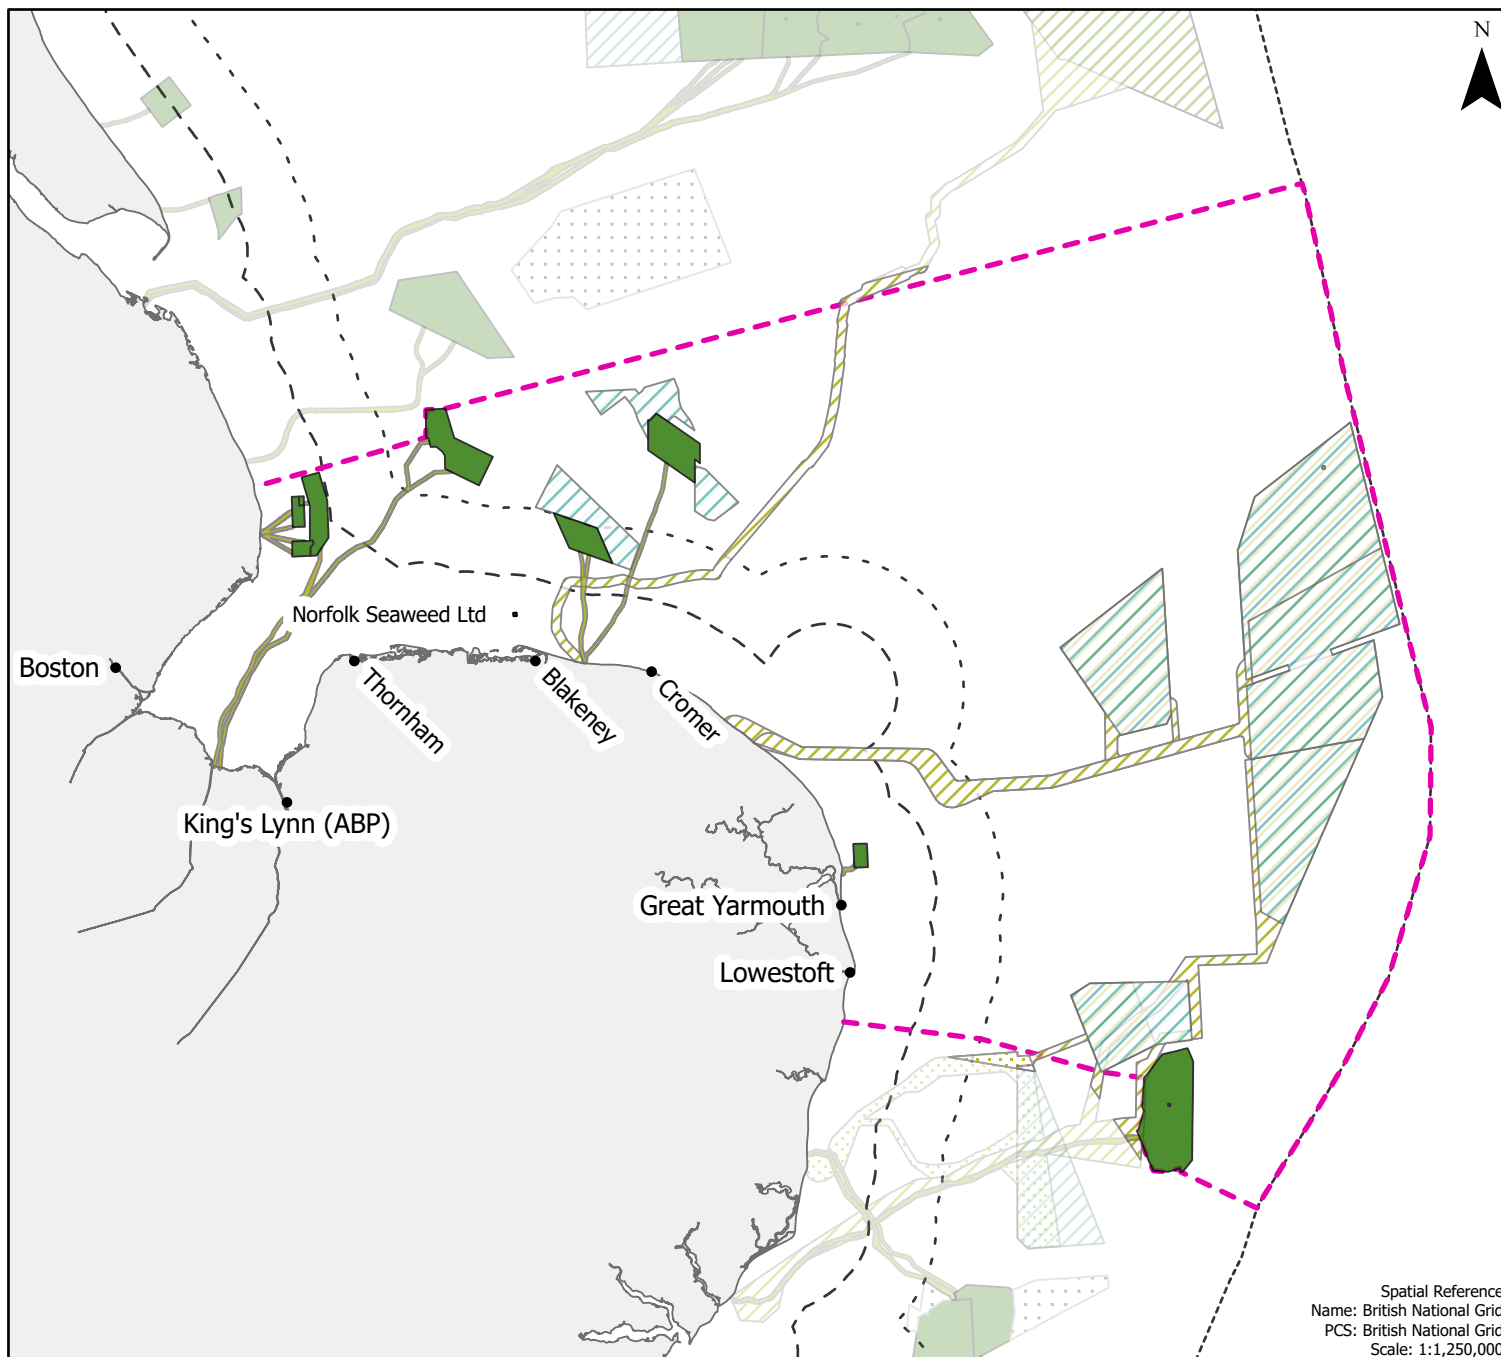 N
Norfolk Seaweed Ltd
Boston
Thornham
Blakeney
Cromer
King's Lynn (ABP)
Great Yarmouth
Lowestoft
Spatial Reference
Name: British National Grid
PCS: British National Grid
Scale: 1:1,250,000